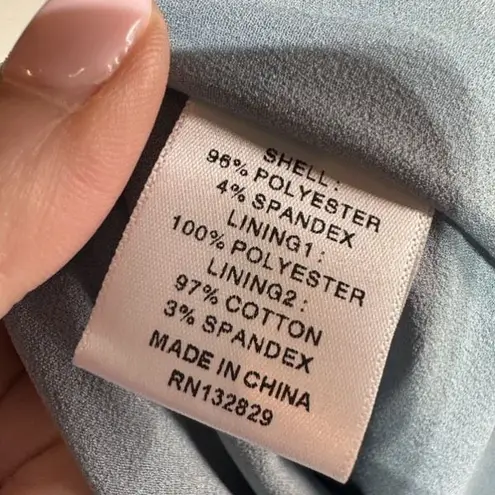 SHELL:
96% POLYESTER
4% SPANDEX
LINING1:
100% POLYESTER
LINING2:
97% COTTON
3% SPANDEX
MADE IN CHINA
RN132829